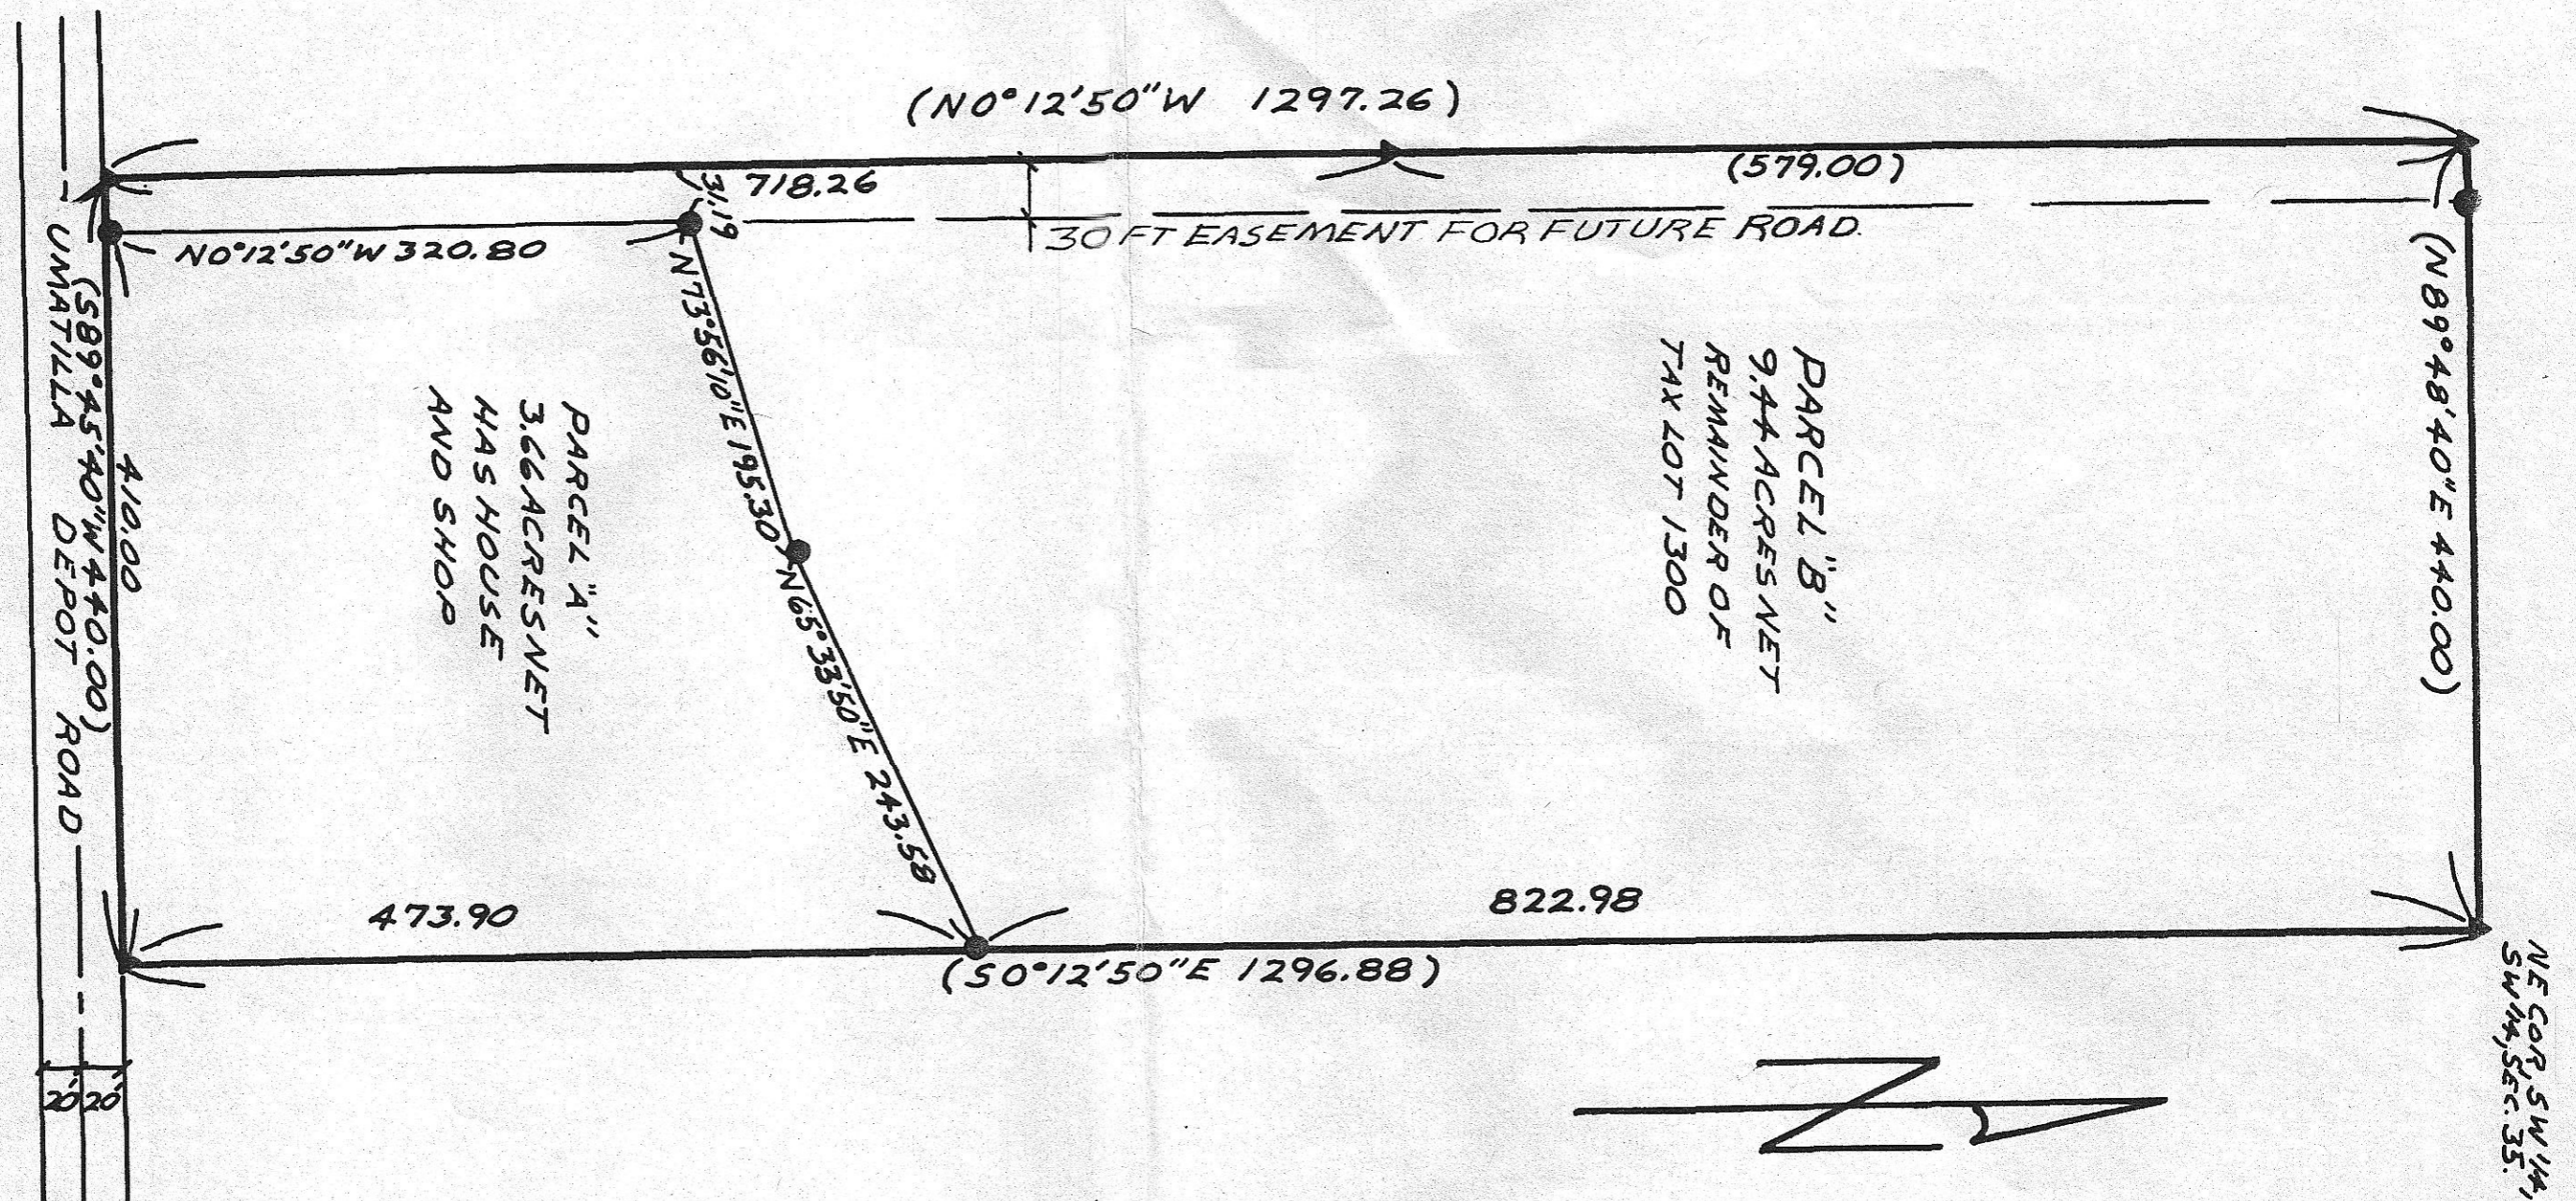 (N0°12'50"W 1297.26)
718.26
(579.00)
31.19
30 FT EASEMENT FOR FUTURE ROAD.
N0°12'50"W 320.80
N73°56'10"E 195.30
N65°33'50"E 243.58
PARCEL "A"
3.66 ACRES NET
HAS HOUSE
AND SHOP
PARCEL "B"
9.44 ACRES NET
REMAINDER OF
TAX LOT 1300
(N89°48'40"E 440.00)
410.00
(S89°45'40"W 440.00)
UMATILLA DEPOT ROAD
473.90
822.98
(S0°12'50"E 1296.88)
20' 20'
NE COR, SW1/4,
SW1/4, SEC. 35.
N